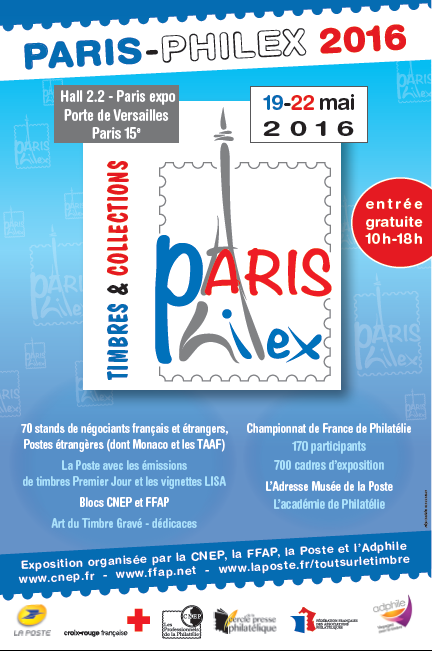 PARIS-PHILEX 2016
Hall 2.2 - Paris expo
Porte de Versailles
Paris 15e
19-22 mai
2016
TIMBRES & COLLECTIONS
PARIS
Philex
entrée
gratuite
10h-18h
70 stands de négociants français et étrangers,
Postes étrangères (dont Monaco et les TAAF)
La Poste avec les émissions
de timbres Premier Jour et les vignettes LISA
Blocs CNEP et FFAP
Art du Timbre Gravé - dédicaces
Championnat de France de Philatélie
170 participants
700 cadres d'exposition
L'Adresse Musée de la Poste
L'académie de Philatélie
Exposition organisée par la CNEP, la FFAP, la Poste et l'Adphile
www.cnep.fr - www.ffap.net - www.laposte.fr/toutsurletimbre
LA POSTE
croix-rouge française
CNEP
Les Professionnels
de la Philatélie
cercle presse
philatélique
FÉDÉRATION FRANÇAISE
DES ASSOCIATIONS
PHILATÉLIQUES
adphile